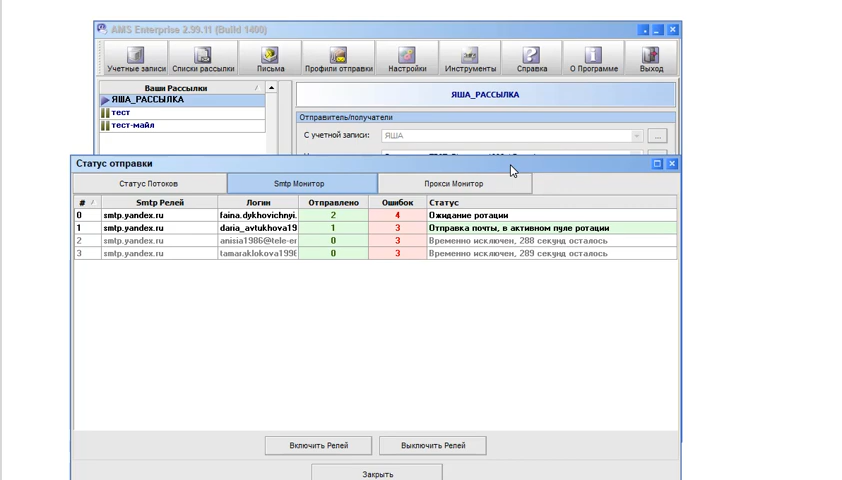 AMS Enterprise 2.99.11 (Build 1400)
Учетные записи Списки рассылки Письма Профили отправки Настройки Инструменты Справка О Программе Выход
Ваши Рассылки
ЯША_РАССЫЛКА
тест
тест-майл
ЯША_РАССЫЛКА
Отправитель/получатели
С учетной записи: ЯША ...
Статус отправки
Статус Потоков Smtp Монитор Прокси Монитор
# Smtp Релей Логин Отправлено Ошибок Статус
0 smtp.yandex.ru faina.dykhovichnyi. 2 4 Ожидание ротации
1 smtp.yandex.ru daria_avtukhova19 1 3 Отправка почты, в активном пуле ротации
2 smtp.yandex.ru anisia1986@tele-er 0 3 Временно исключен, 288 секунд осталось
3 smtp.yandex.ru tamaraklokova1996 0 3 Временно исключен, 289 секунд осталось
Включить Релей Выключить Релей
Закрыть